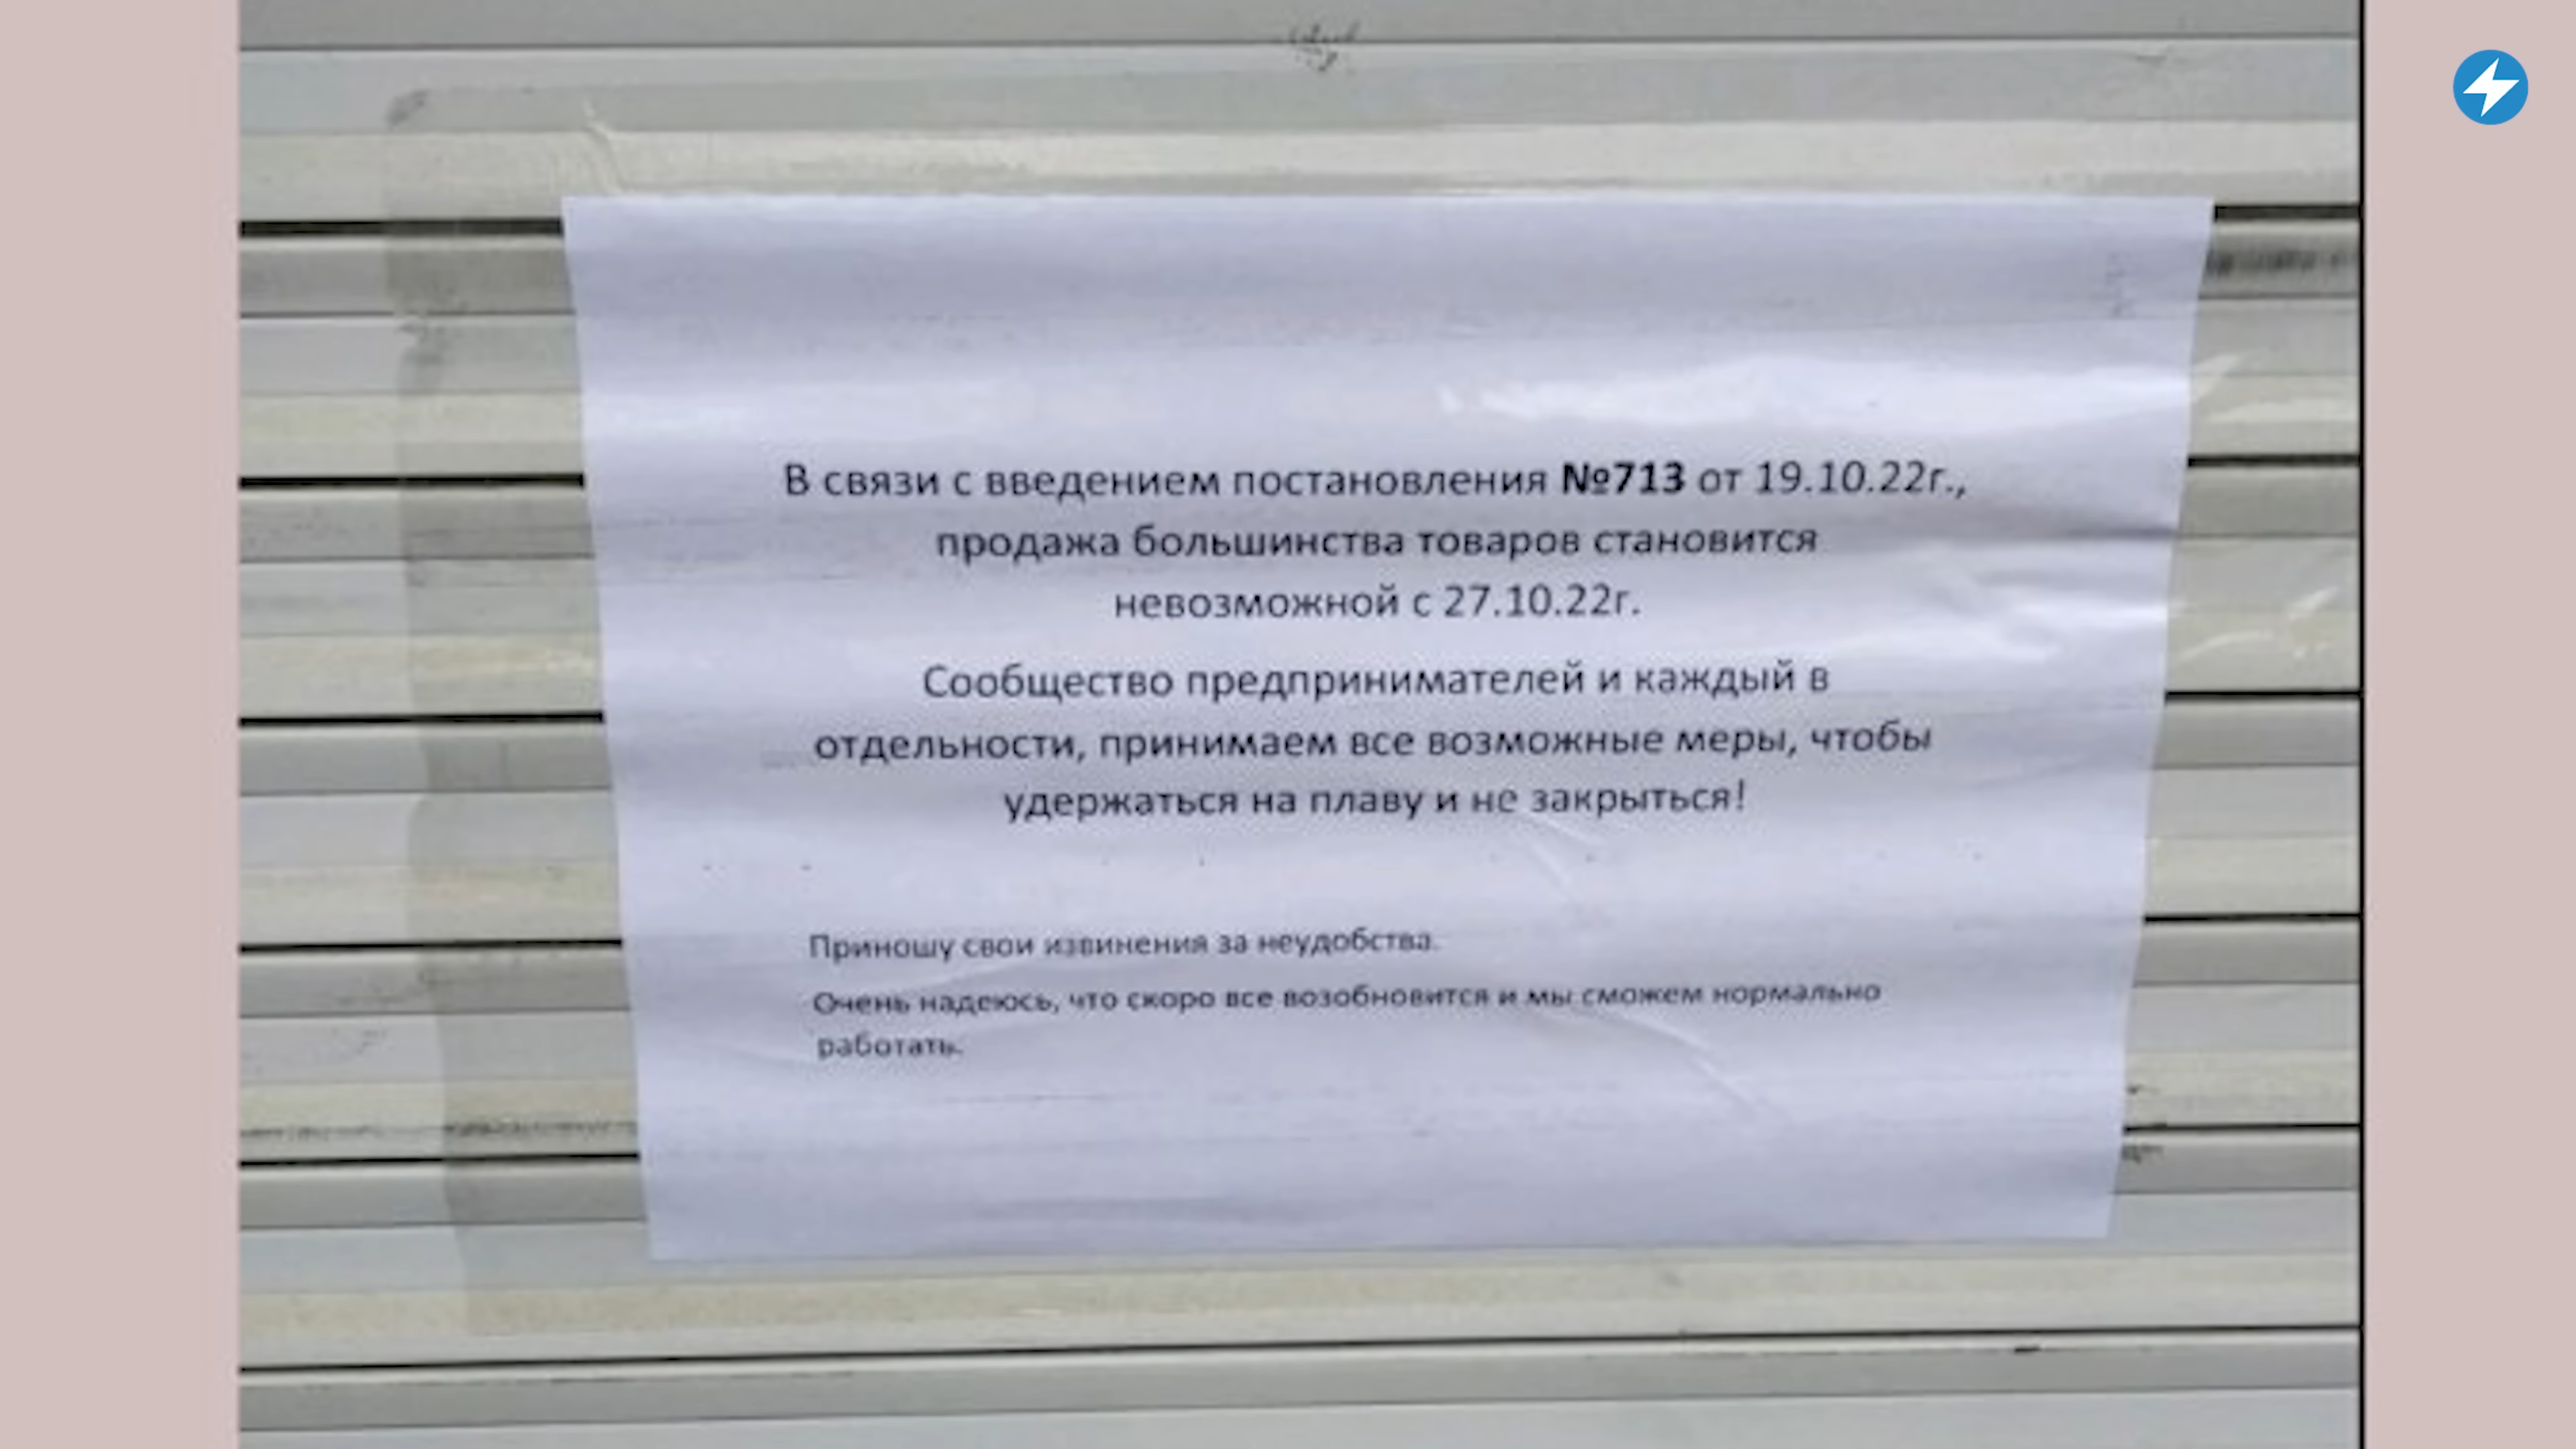 В связи с введением постановления №713 от 19.10.22г.,
продажа большинства товаров становится
невозможной с 27.10.22г.
Сообщество предпринимателей и каждый в
отдельности, принимаем все возможные меры, чтобы
удержаться на плаву и не закрыться!
Приношу свои извинения за неудобства.
Очень надеюсь, что скоро все возобновится и мы сможем нормально
работать.